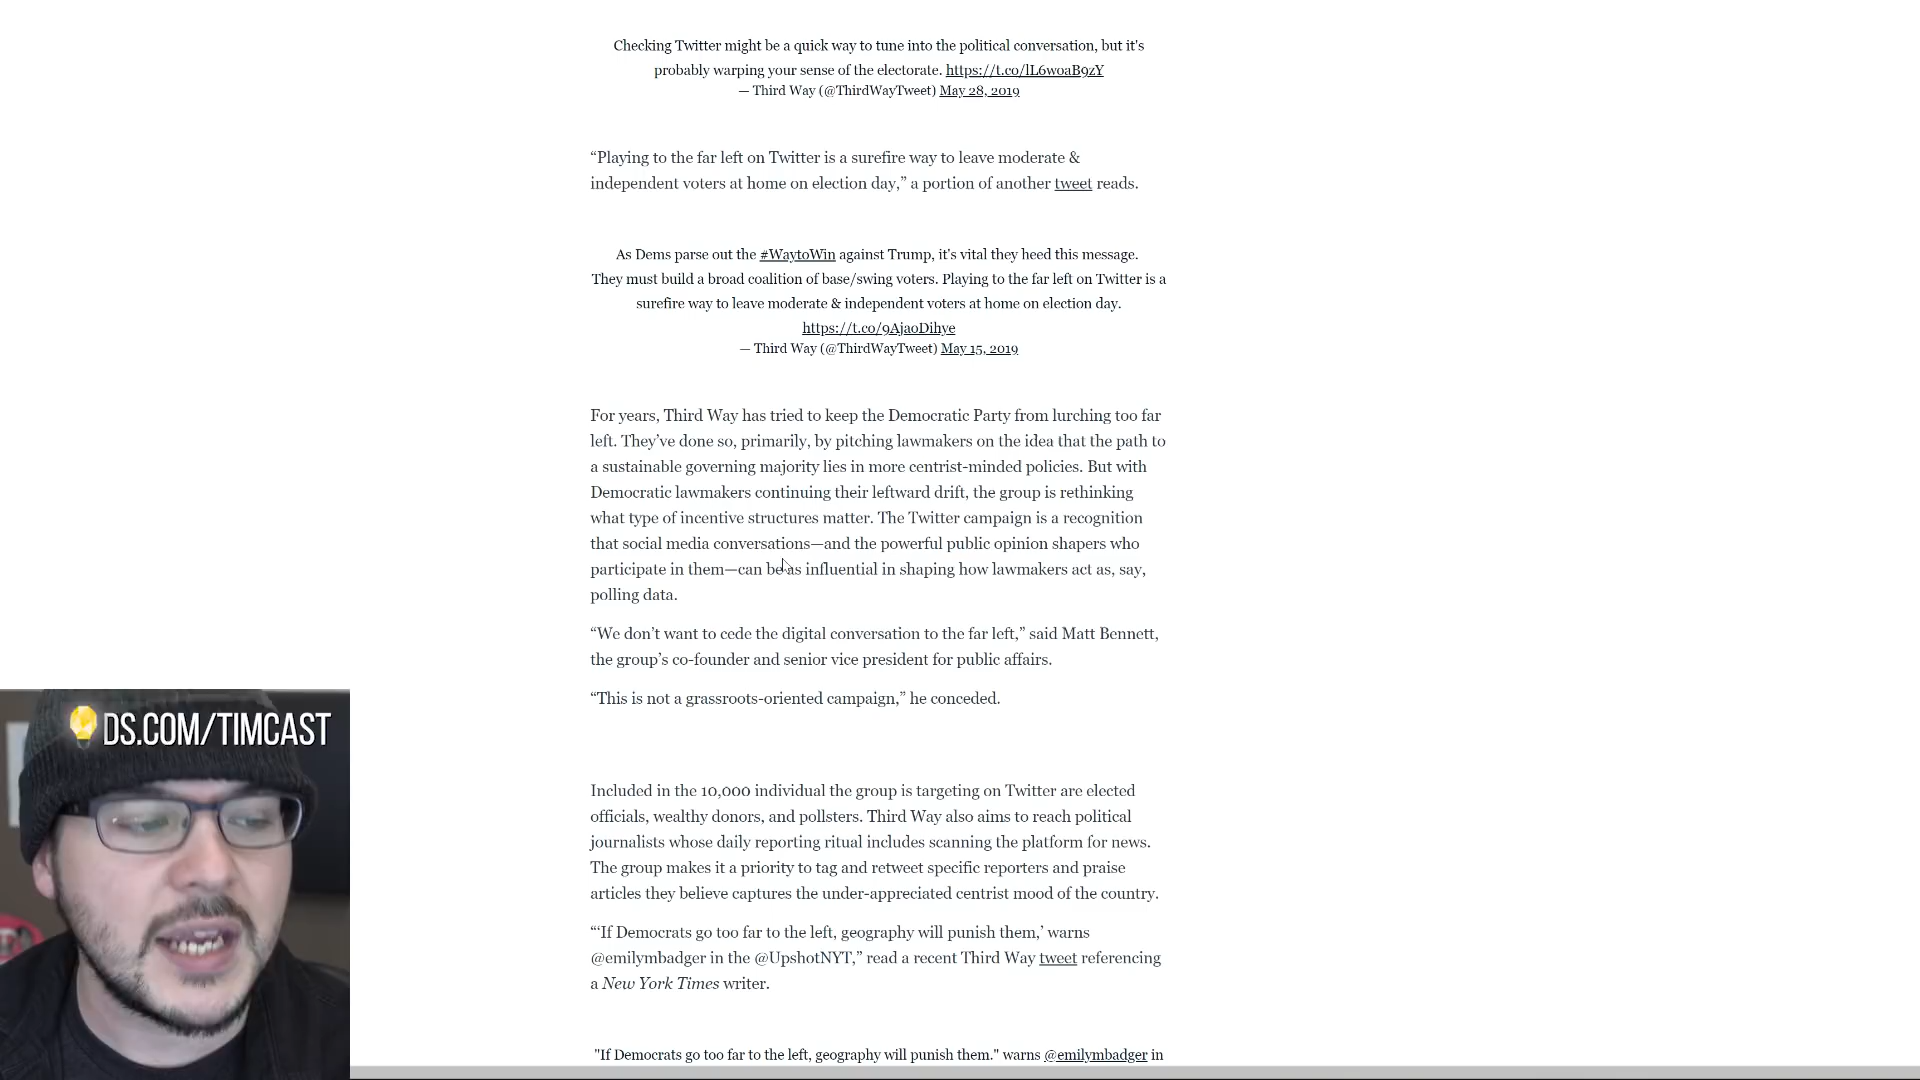 Checking Twitter might be a quick way to tune into the political conversation, but it's
probably warping your sense of the electorate. https://t.co/lL6woaB9zY
— Third Way (@ThirdWayTweet) May 28, 2019
“Playing to the far left on Twitter is a surefire way to leave moderate &
independent voters at home on election day,” a portion of another tweet reads.
As Dems parse out the #WaytoWin against Trump, it's vital they heed this message.
They must build a broad coalition of base/swing voters. Playing to the far left on Twitter is a
surefire way to leave moderate & independent voters at home on election day.
https://t.co/9AjaoDihye
— Third Way (@ThirdWayTweet) May 15, 2019
For years, Third Way has tried to keep the Democratic Party from lurching too far
left. They’ve done so, primarily, by pitching lawmakers on the idea that the path to
a sustainable governing majority lies in more centrist-minded policies. But with
Democratic lawmakers continuing their leftward drift, the group is rethinking
what type of incentive structures matter. The Twitter campaign is a recognition
that social media conversations—and the powerful public opinion shapers who
participate in them—can be as influential in shaping how lawmakers act as, say,
polling data.
“We don’t want to cede the digital conversation to the far left,” said Matt Bennett,
the group’s co-founder and senior vice president for public affairs.
“This is not a grassroots-oriented campaign,” he conceded.
Included in the 10,000 individual the group is targeting on Twitter are elected
officials, wealthy donors, and pollsters. Third Way also aims to reach political
journalists whose daily reporting ritual includes scanning the platform for news.
The group makes it a priority to tag and retweet specific reporters and praise
articles they believe captures the under-appreciated centrist mood of the country.
“‘If Democrats go too far to the left, geography will punish them,’ warns
@emilymbadger in the @UpshotNYT,” read a recent Third Way tweet referencing
a New York Times writer.
"If Democrats go too far to the left, geography will punish them." warns @emilymbadger in
DS.COM/TIMCAST